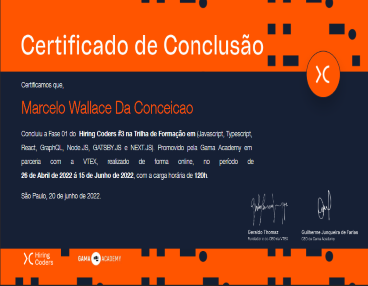 Certificado de Conclusão
Certificamos que,
Marcelo Wallace Da Conceicao
Concluiu a Fase 01 do Hiring Coders #3 na Trilha de Formação em (Javascript, Typescript,
React, GraphQL, Node.JS, GATSBY.JS e NEXT.JS). Promovido pela Gama Academy em
parceria com a VTEX, realizado de forma online, no período de
26 de Abril de 2022 á 15 de Junho de 2022, com a carga horária de 120h.
São Paulo, 20 de junho de 2022.
Geraldo Thomaz
Guilherme Junqueira de Farias
CEO da Gama Academy
Hiring
Coders
GAMA ACADEMY